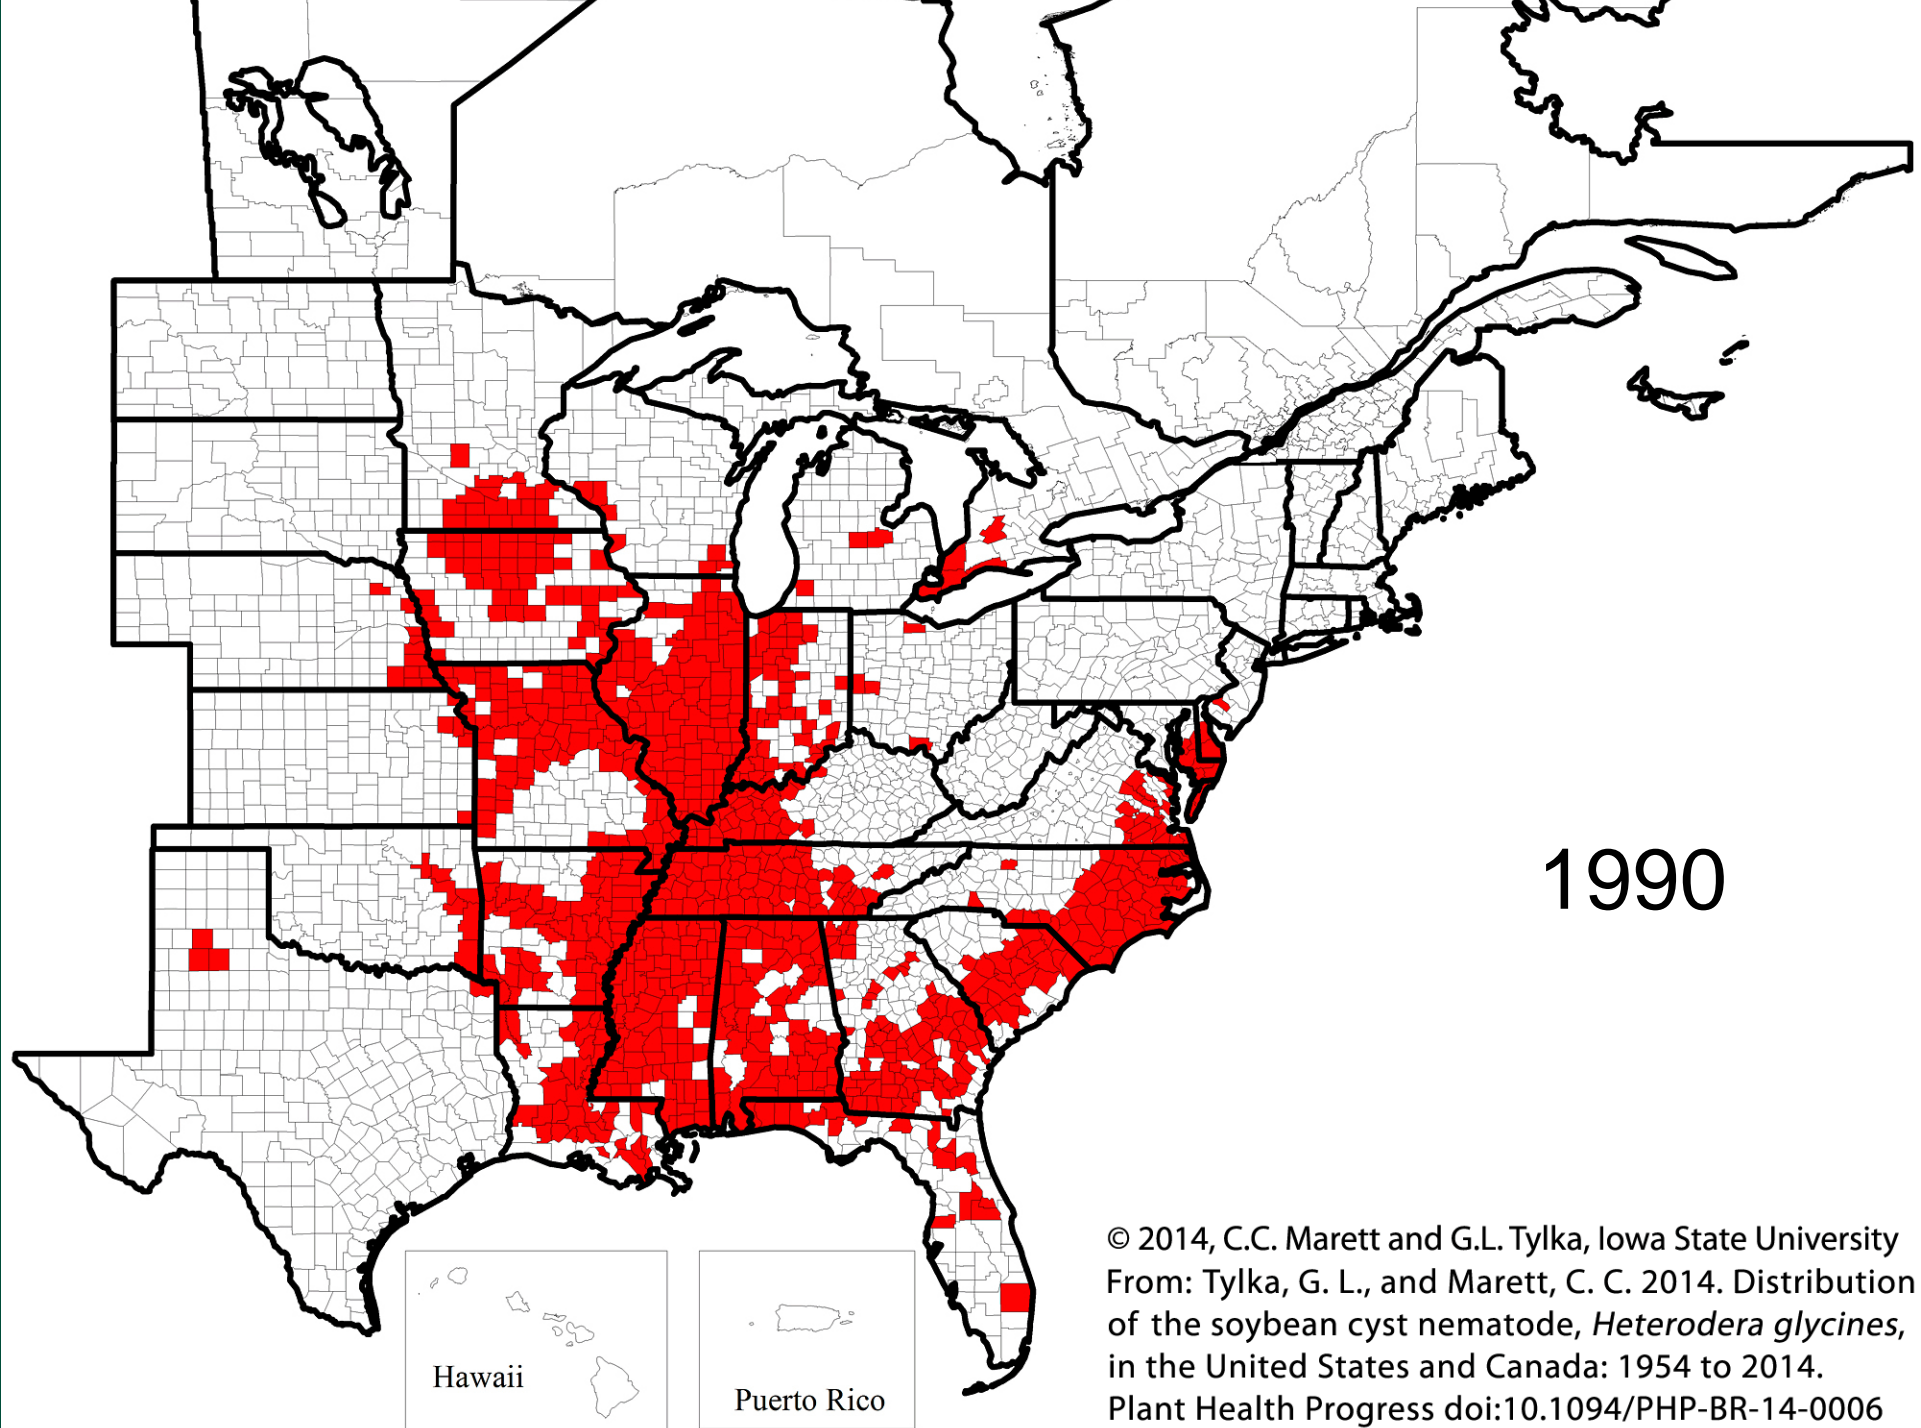 1990
© 2014, C.C. Marett and G.L. Tylka, Iowa State University
From: Tylka, G. L., and Marett, C. C. 2014. Distribution
of the soybean cyst nematode, Heterodera glycines,
in the United States and Canada: 1954 to 2014.
Plant Health Progress doi:10.1094/PHP-BR-14-0006
Hawaii
Puerto Rico